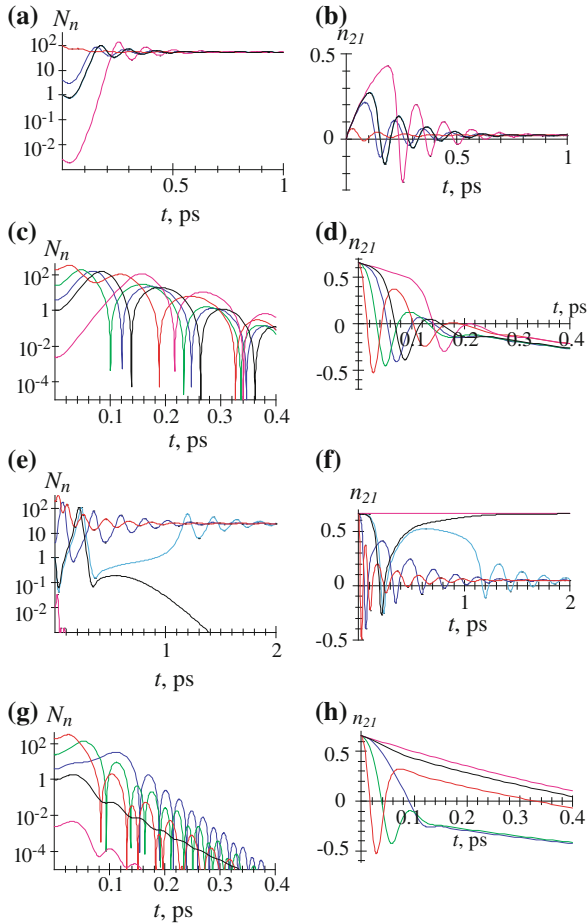 (a) N_n
10^2
10
1
10^-1
10^-2
0.5 1
t, ps
(b) n_21
0.5
0
0.5 1
t, ps
(c) N_n
10^2
1
10^-2
10^-4
0.1 0.2 0.3 0.4
t, ps
(d) n_21
0.5
t, ps
0
0.1 0.2 0.3 0.4
-0.5
(e) N_n
10^2
10
1
10^-1
10^-2
1 2
t, ps
(f) n_21
0.5
0
1 2
-0.5
t, ps
(g) N_n
10^2
1
10^-2
10^-4
0.1 0.2 0.3 0.4
t, ps
(h) n_21
0.5
0
0.1 0.2 0.3 0.4
t, ps
-0.5